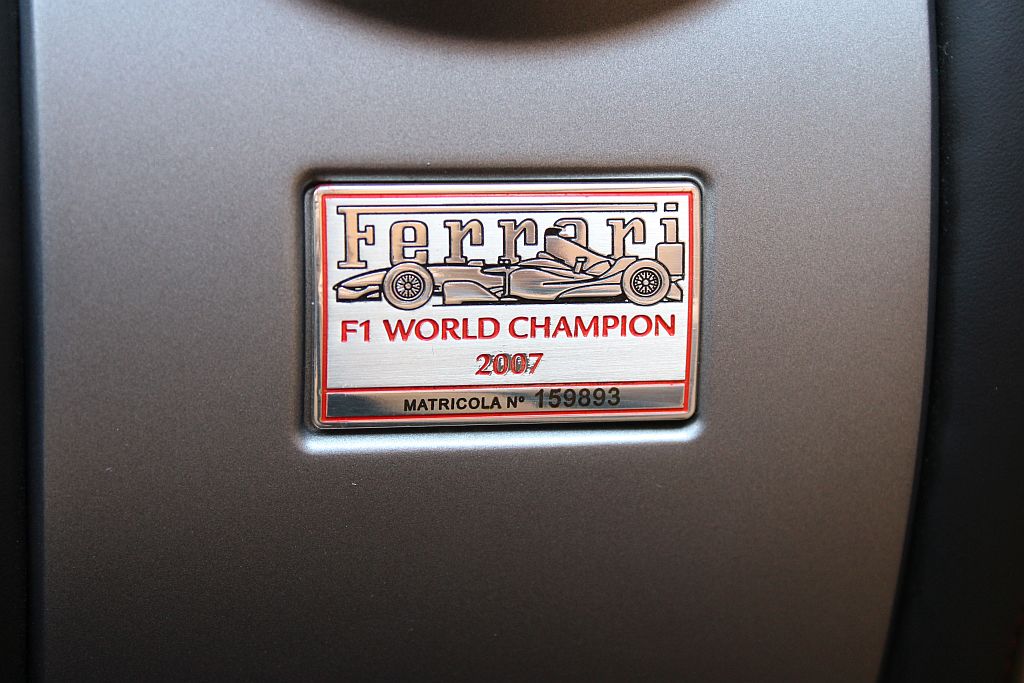 Ferrari
F1 WORLD CHAMPION
2007
MATRICOLA Nº 159893